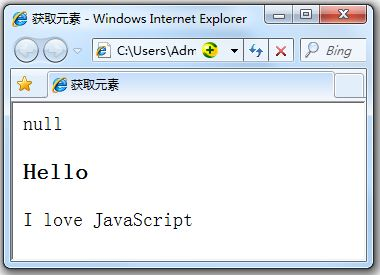 获取元素 - Windows Internet Explorer
C:\Users\Adm
Bing
获取元素
null
Hello
I love JavaScript